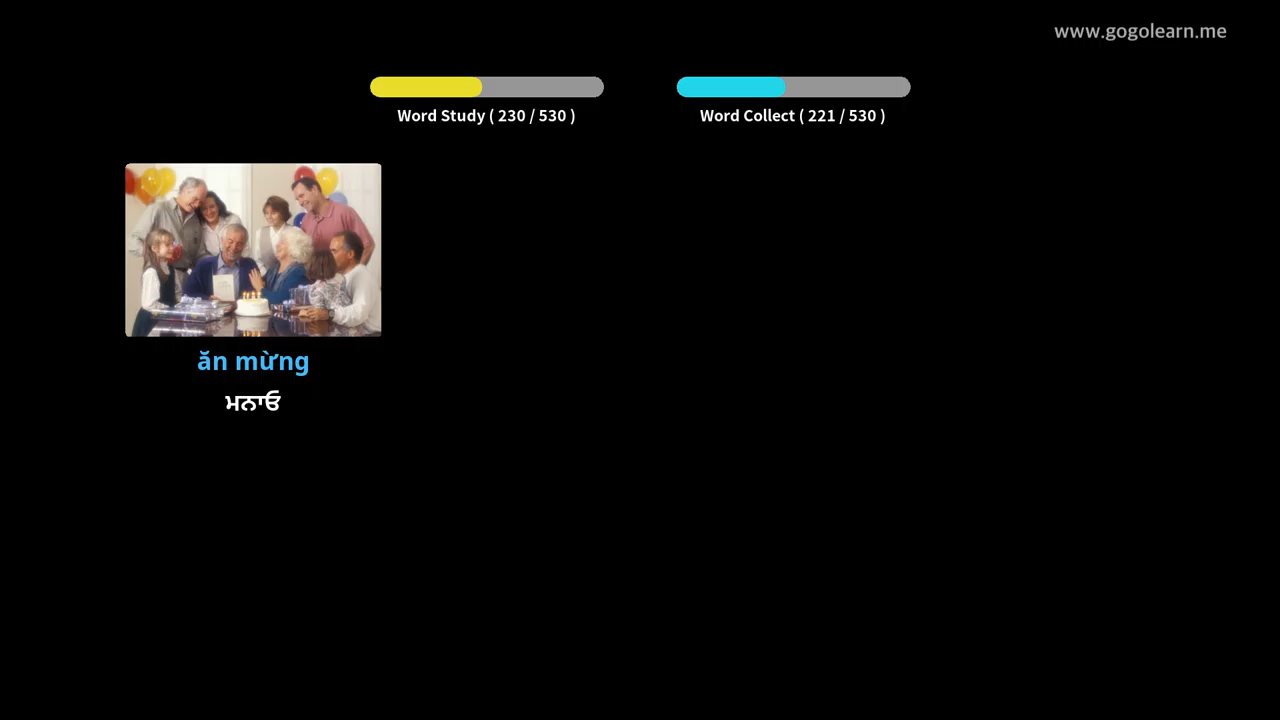 www.gogolearn.me
Word Study ( 230 / 530 )
Word Collect ( 221 / 530 )
ăn mừng
ਮਨਾਓ